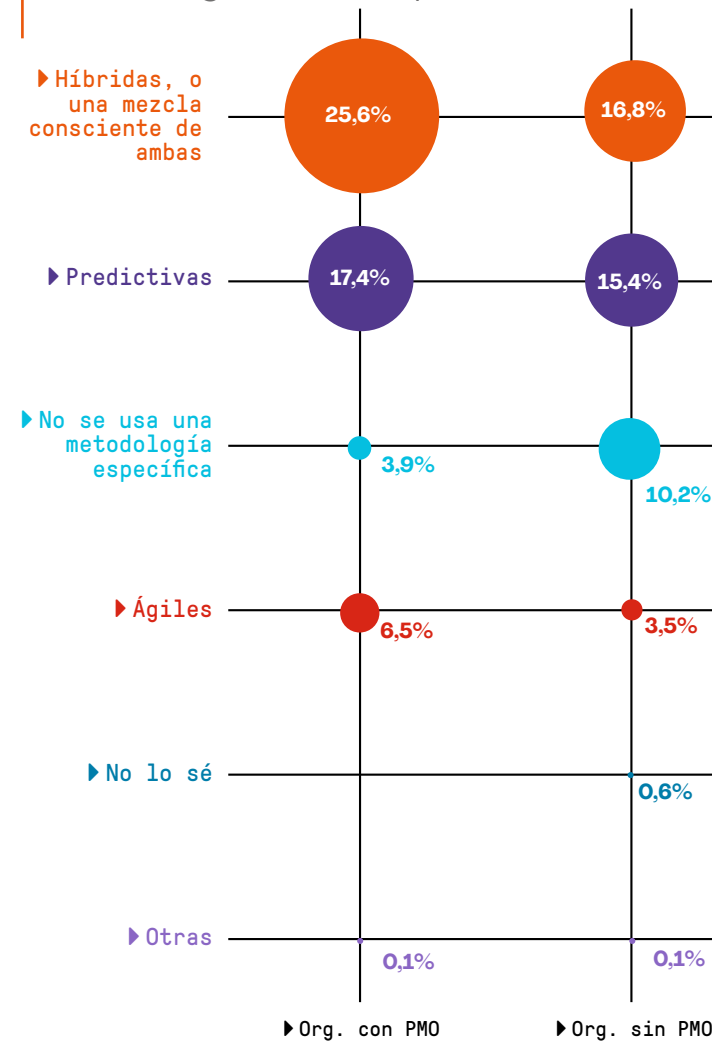 ▶Híbridas, o
una mezcla
consciente de
ambas
25,6%
16,8%
▶Predictivas
17,4%
15,4%
▶No se usa una
metodología
específica
3,9%
10,2%
▶Ágiles
6,5%
3,5%
▶No lo sé
0,6%
▶Otras
0,1%
0,1%
▶Org. con PMO
▶Org. sin PMO